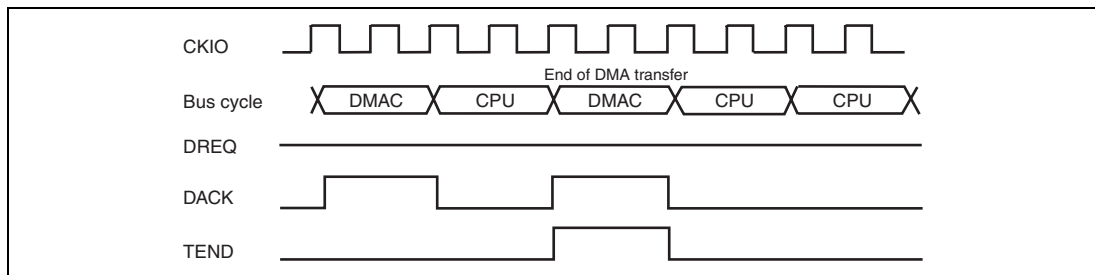 CKIO
End of DMA transfer
Bus cycle DMAC CPU DMAC CPU CPU
DREQ
DACK
TEND